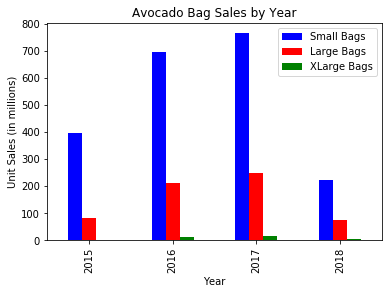 Avocado Bag Sales by Year
800
700
600
500
400
300
200
100
0
Unit Sales (in millions)
Small Bags
Large Bags
XLarge Bags
2015
2016
2017
2018
Year